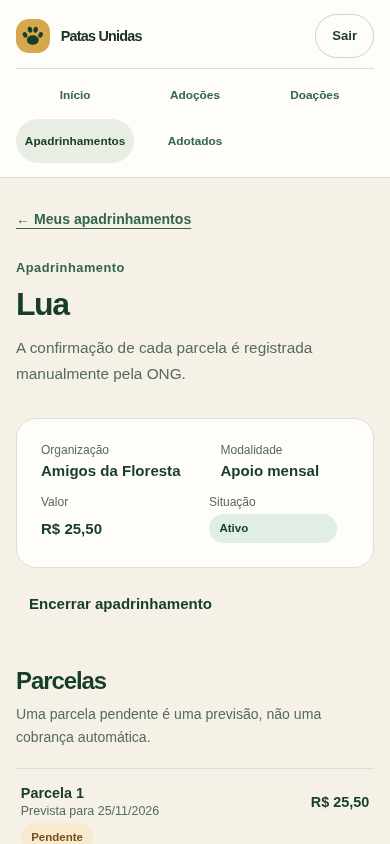 Patas Unidas
Sair
Início
Adoções
Doações
Apadrinhamentos
Adotados
← Meus apadrinhamentos
Apadrinhamento
Lua
A confirmação de cada parcela é registrada
manualmente pela ONG.
Organização
Modalidade
Amigos da Floresta
Apoio mensal
Valor
Situação
R$ 25,50
Ativo
Encerrar apadrinhamento
Parcelas
Uma parcela pendente é uma previsão, não uma
cobrança automática.
Parcela 1
Prevista para 25/11/2026
R$ 25,50
Pendente